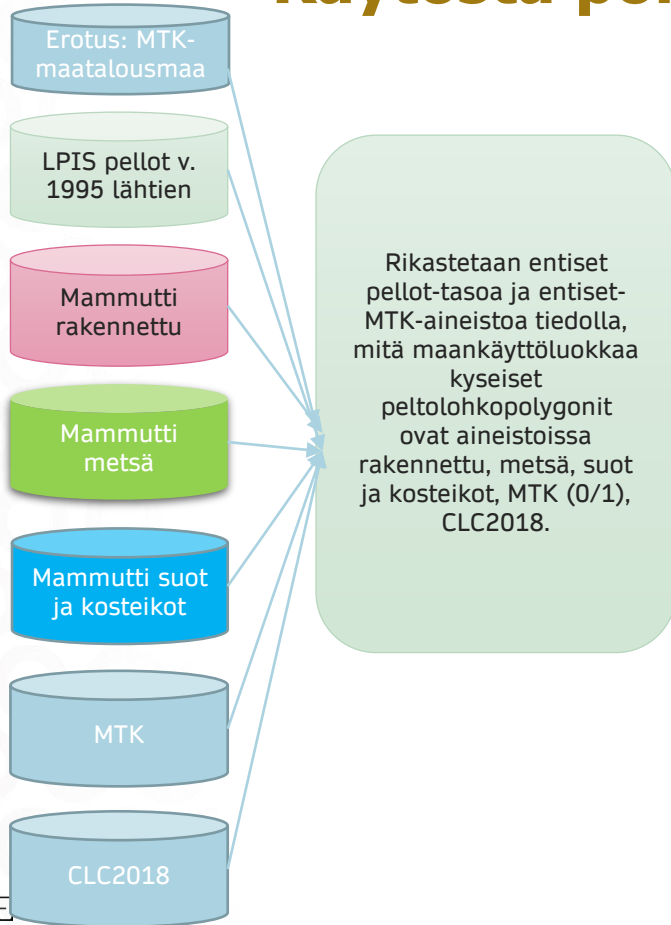 Erotus: MTK-
maatalousmaa
LPIS pellot v.
1995 lähtien
Mammutti
rakennettu
Mammutti
metsä
Mammutti suot
ja kosteikot
MTK
CLC2018
Rikastetaan entiset
pellot-tasoa ja entiset-
MTK-aineistoa tiedolla,
mitä maankäyttöluokkaa
kyseiset
peltolohkopolygonit
ovat aineistoissa
rakennettu, metsä, suot
ja kosteikot, MTK (0/1),
CLC2018.